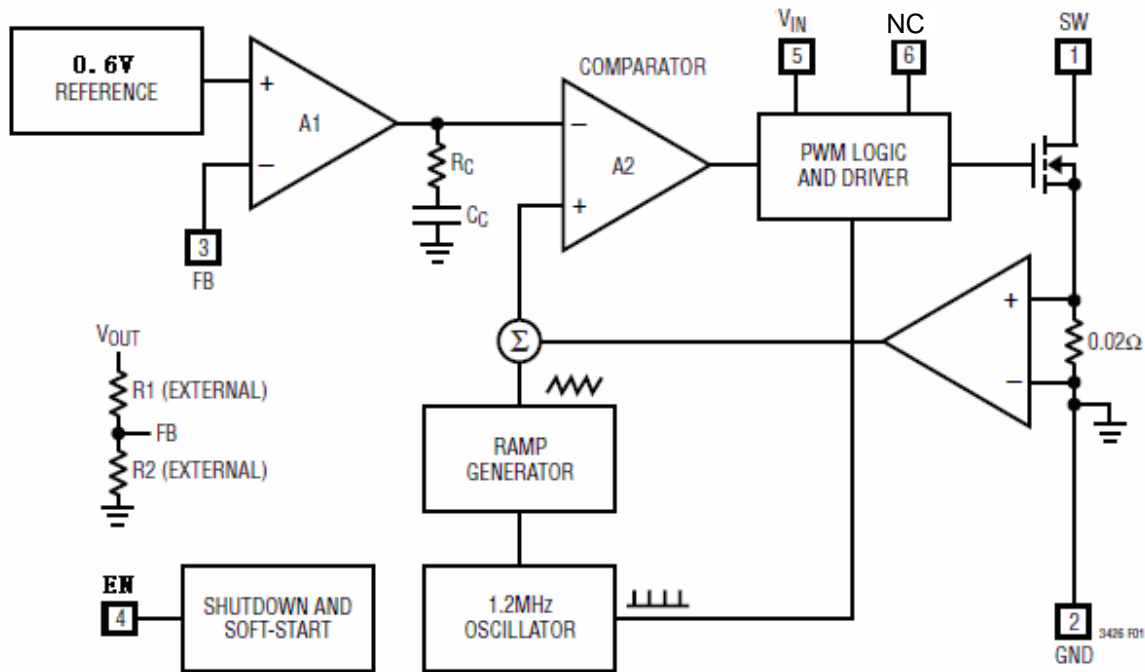 0.6V
REFERENCE
+
−
A1
3
FB
RC
CC
COMPARATOR
−
+
A2
VIN
5
NC
6
SW
1
PWM LOGIC
AND DRIVER
+
−
0.02Ω
Σ
VOUT
R1 (EXTERNAL)
FB
R2 (EXTERNAL)
RAMP
GENERATOR
EN
4
SHUTDOWN AND
SOFT-START
1.2MHz
OSCILLATOR
2
GND
3426 F01